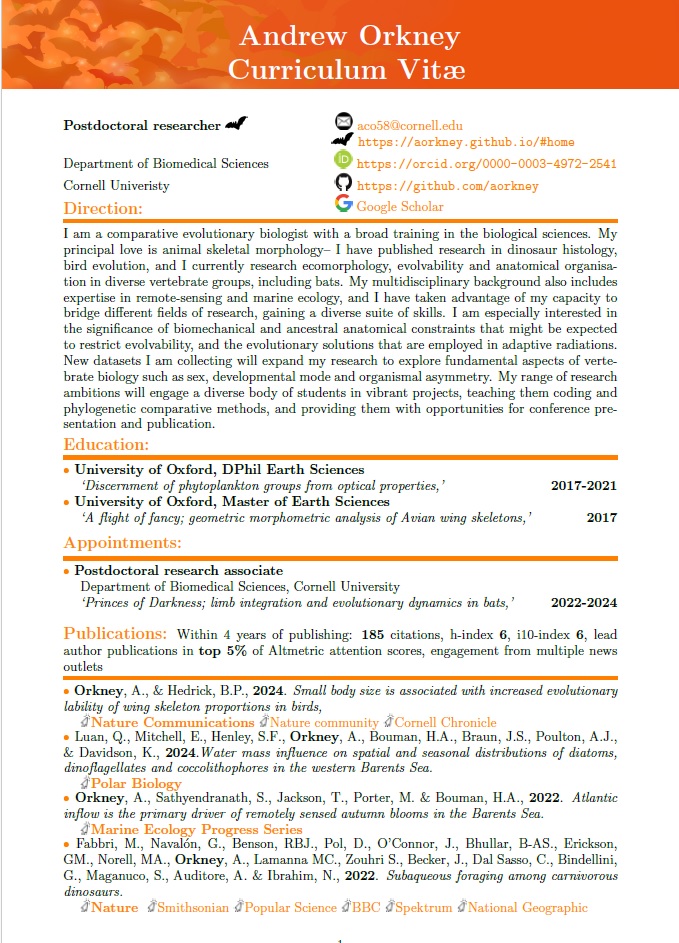 Andrew Orkney
Curriculum Vitæ
Postdoctoral researcher
aco58@cornell.edu
https://aorkney.github.io/#home
Department of Biomedical Sciences
iD https://orcid.org/0000-0003-4972-2541
Cornell Univeristy
https://github.com/aorkney
Direction:
G Google Scholar
I am a comparative evolutionary biologist with a broad training in the biological sciences. My
principal love is animal skeletal morphology– I have published research in dinosaur histology,
bird evolution, and I currently research ecomorphology, evolvability and anatomical organisa-
tion in diverse vertebrate groups, including bats. My multidisciplinary background also includes
expertise in remote-sensing and marine ecology, and I have taken advantage of my capacity to
bridge different fields of research, gaining a diverse suite of skills. I am especially interested in
the significance of biomechanical and ancestral anatomical constraints that might be expected
to restrict evolvability, and the evolutionary solutions that are employed in adaptive radiations.
New datasets I am collecting will expand my research to explore fundamental aspects of verte-
brate biology such as sex, developmental mode and organismal asymmetry. My range of research
ambitions will engage a diverse body of students in vibrant projects, teaching them coding and
phylogenetic comparative methods, and providing them with opportunities for conference pre-
sentation and publication.
Education:
• University of Oxford, DPhil Earth Sciences
‘Discernment of phytoplankton groups from optical properties,’ 2017-2021
• University of Oxford, Master of Earth Sciences
‘A flight of fancy; geometric morphometric analysis of Avian wing skeletons,’ 2017
Appointments:
• Postdoctoral research associate
Department of Biomedical Sciences, Cornell University
‘Princes of Darkness; limb integration and evolutionary dynamics in bats,’ 2022-2024
Publications: Within 4 years of publishing: 185 citations, h-index 6, i10-index 6, lead
author publications in top 5% of Altmetric attention scores, engagement from multiple news
outlets
• Orkney, A., & Hedrick, B.P., 2024. Small body size is associated with increased evolutionary
lability of wing skeleton proportions in birds,
Nature Communications Nature community Cornell Chronicle
• Luan, Q., Mitchell, E., Henley, S.F., Orkney, A., Bouman, H.A., Braun, J.S., Poulton, A.J.,
& Davidson, K., 2024.Water mass influence on spatial and seasonal distributions of diatoms,
dinoflagellates and coccolithophores in the western Barents Sea.
Polar Biology
• Orkney, A., Sathyendranath, S., Jackson, T., Porter, M. & Bouman, H.A., 2022. Atlantic
inflow is the primary driver of remotely sensed autumn blooms in the Barents Sea.
Marine Ecology Progress Series
• Fabbri, M., Navalón, G., Benson, RBJ., Pol, D., O’Connor, J., Bhullar, B-AS., Erickson,
GM., Norell, MA., Orkney, A., Lamanna MC., Zouhri S., Becker, J., Dal Sasso, C., Bindellini,
G., Maganuco, S., Auditore, A. & Ibrahim, N., 2022. Subaqueous foraging among carnivorous
dinosaurs.
Nature Smithsonian Popular Science BBC Spektrum National Geographic